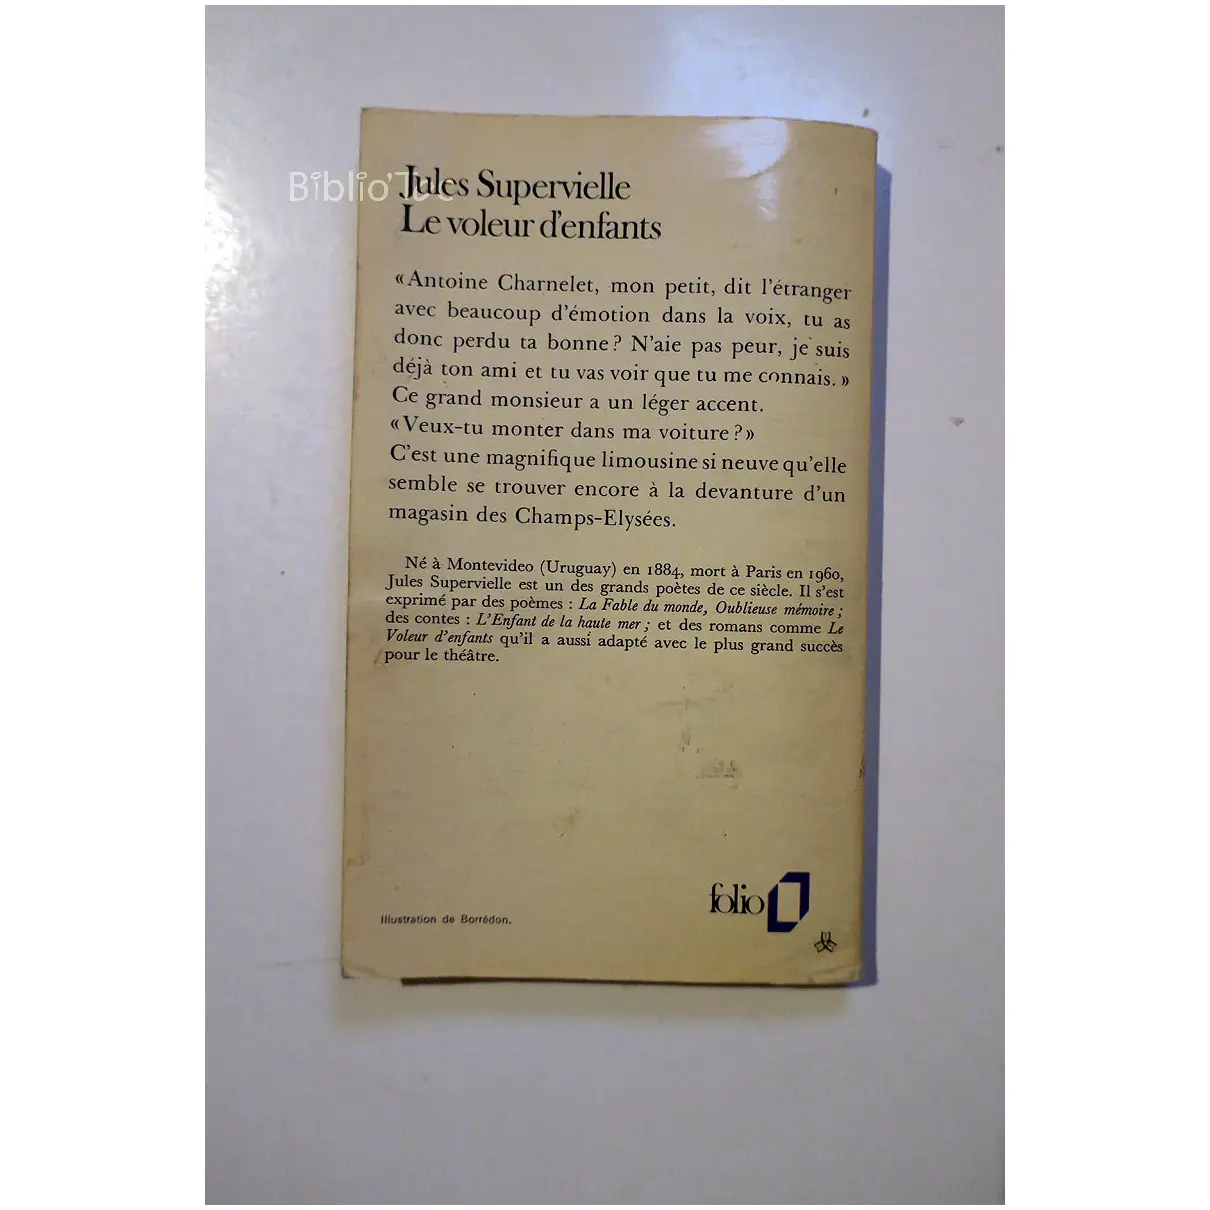 Biblio'Toc
Jules Supervielle
Le voleur d'enfants
« Antoine Charnelet, mon petit, dit l'étranger
avec beaucoup d'émotion dans la voix, tu as
donc perdu ta bonne ? N'aie pas peur, je suis
déjà ton ami et tu vas voir que tu me connais. »
Ce grand monsieur a un léger accent.
« Veux-tu monter dans ma voiture ? »
C'est une magnifique limousine si neuve qu'elle
semble se trouver encore à la devanture d'un
magasin des Champs-Elysées.
Né à Montevideo (Uruguay) en 1884, mort à Paris en 1960,
Jules Supervielle est un des grands poètes de ce siècle. Il s'est
exprimé par des poèmes : La Fable du monde, Oublieuse mémoire ;
des contes : L'Enfant de la haute mer ; et des romans comme Le
Voleur d'enfants qu'il a aussi adapté avec le plus grand succès
pour le théâtre.
folio
Illustration de Borrédon.